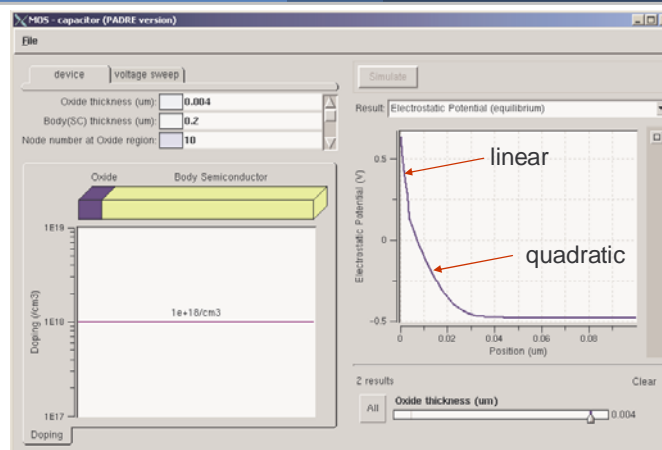 MOS - capacitor (PADRE version)
File
device
voltage sweep
Oxide thickness (um): 0.004
Body(SC) thickness (um): 0.2
Node number at Oxide region: 10
Oxide Body Semiconductor
1E19
1E18
1E17
Doping (/cm3)
1e+18/cm3
Doping
Simulate
Result: Electrostatic Potential (equilibrium)
0.5
0
-0.5
Electrostatic Potential (V)
linear
quadratic
0 0.02 0.04 0.06 0.08
Position (um)
2 results Clear
All
Oxide thickness (um)
0.004